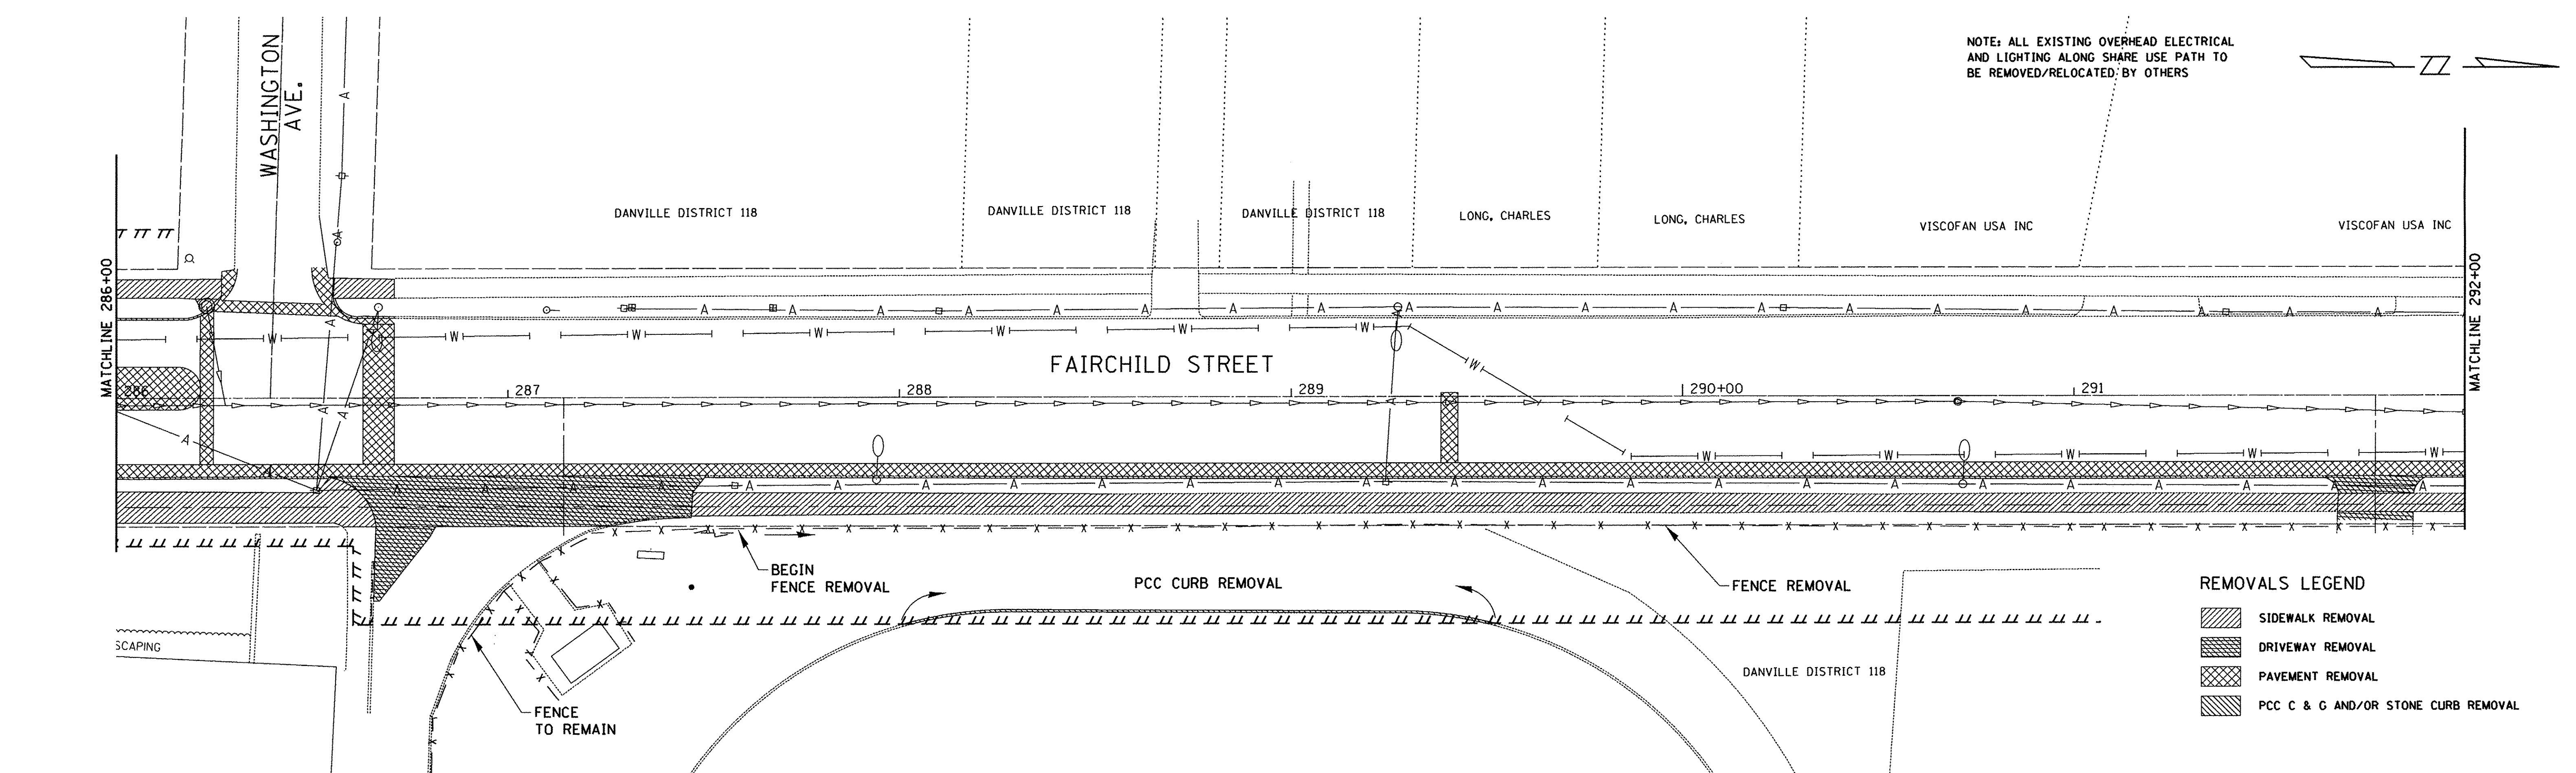 NOTE: ALL EXISTING OVERHEAD ELECTRICAL
AND LIGHTING ALONG SHARE USE PATH TO
BE REMOVED/RELOCATED BY OTHERS
Z
WASHINGTON
AVE.
DANVILLE DISTRICT 118
DANVILLE DISTRICT 118
DANVILLE DISTRICT 118
LONG, CHARLES
LONG, CHARLES
VISCOFAN USA INC
VISCOFAN USA INC
MATCHLINE 286+00
MATCHLINE 292+00
FAIRCHILD STREET
286
287
288
289
290+00
291
BEGIN
FENCE REMOVAL
PCC CURB REMOVAL
FENCE REMOVAL
SCAPING
DANVILLE DISTRICT 118
FENCE
TO REMAIN
REMOVALS LEGEND
SIDEWALK REMOVAL
DRIVEWAY REMOVAL
PAVEMENT REMOVAL
PCC C & G AND/OR STONE CURB REMOVAL